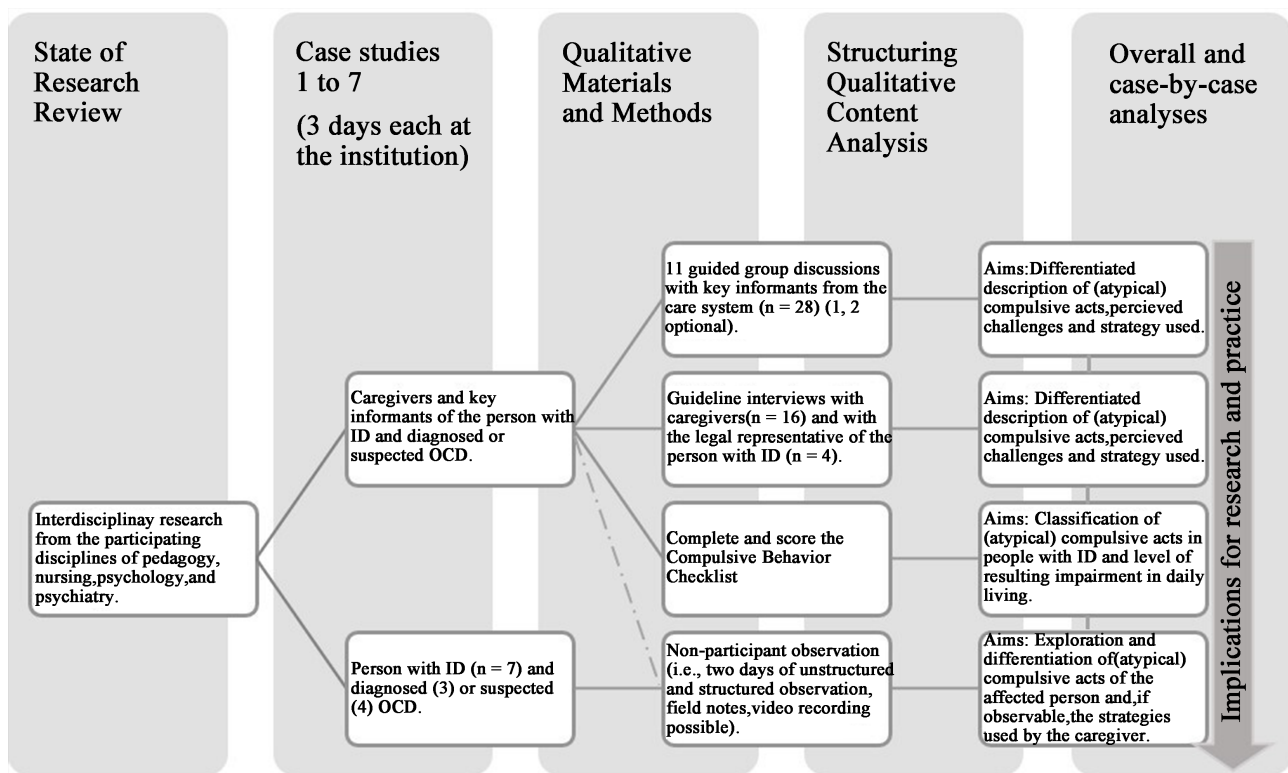 State of
Research
Review
Case studies
1 to 7
(3 days each at
the institution)
Qualitative
Materials
and Methods
Structuring
Qualitative
Content
Analysis
Overall and
case-by-case
analyses
Interdisciplinay research
from the participating
disciplines of pedagogy,
nursing,psychology,and
psychiatry.
Caregivers and key
informants of the person with
ID and diagnosed or
suspected OCD.
Person with ID (n = 7) and
diagnosed (3) or suspected
(4) OCD.
11 guided group discussions
with key informants from the
care system (n = 28) (1, 2
optional).
Guideline interviews with
caregivers(n = 16) and with
the legal representative of the
person with ID (n = 4).
Complete and score the
Compulsive Behavior
Checklist
Non-participant observation
(i.e., two days of unstructured
and structured observation,
field notes,video recording
possible).
Aims:Differentiated
description of (atypical)
compulsive acts,percieved
challenges and strategy used.
Aims: Differentiated
description of (atypical)
compulsive acts,percieved
challenges and strategy used.
Aims: Classification of
(atypical) compulsive acts in
people with ID and level of
resulting impairment in daily
living.
Aims: Exploration and
differentiation of(atypical)
compulsive acts of the
affected person and,if
observable,the strategies
used by the caregiver.
Implications for research and practice